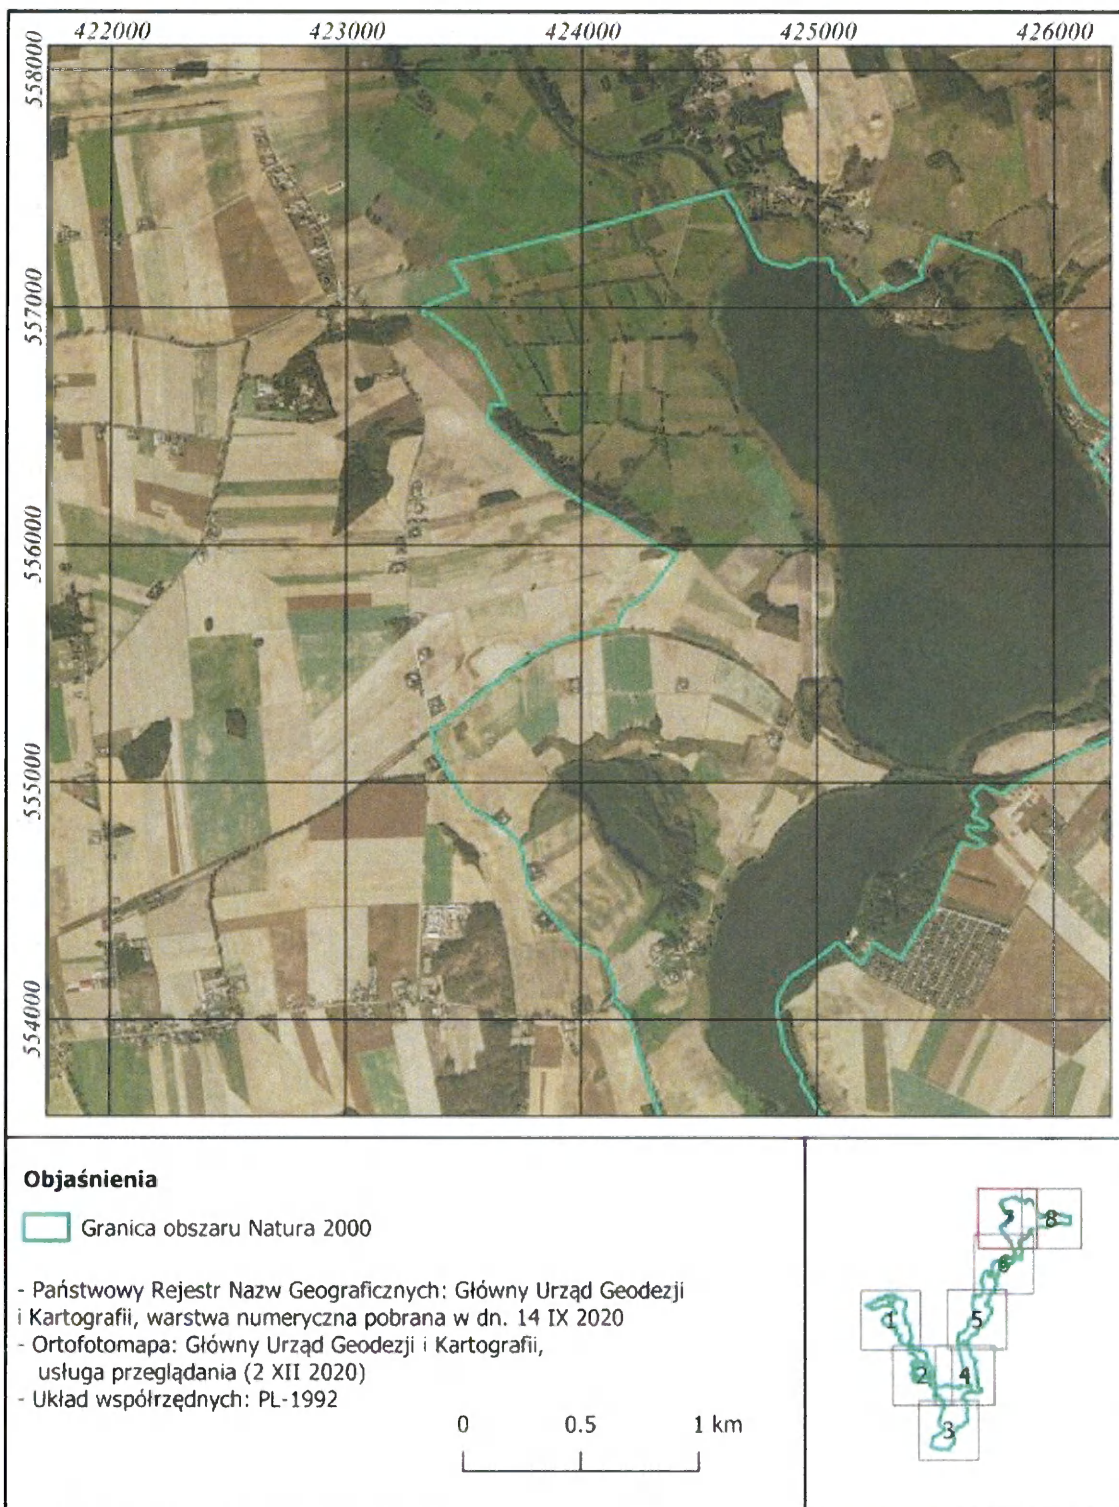 422000 423000 424000 425000 426000
558000
557000
556000
555000
554000
Objaśnienia
Granica obszaru Natura 2000
- Państwowy Rejestr Nazw Geograficznych: Główny Urząd Geodezji
i Kartografii, warstwa numeryczna pobrana w dn. 14 IX 2020
- Ortofotomapa: Główny Urząd Geodezji i Kartografii,
usługa przeglądania (2 XII 2020)
- Układ współrzędnych: PL-1992
0 0.5 1 km
7 8
6
1 5
2 4
3